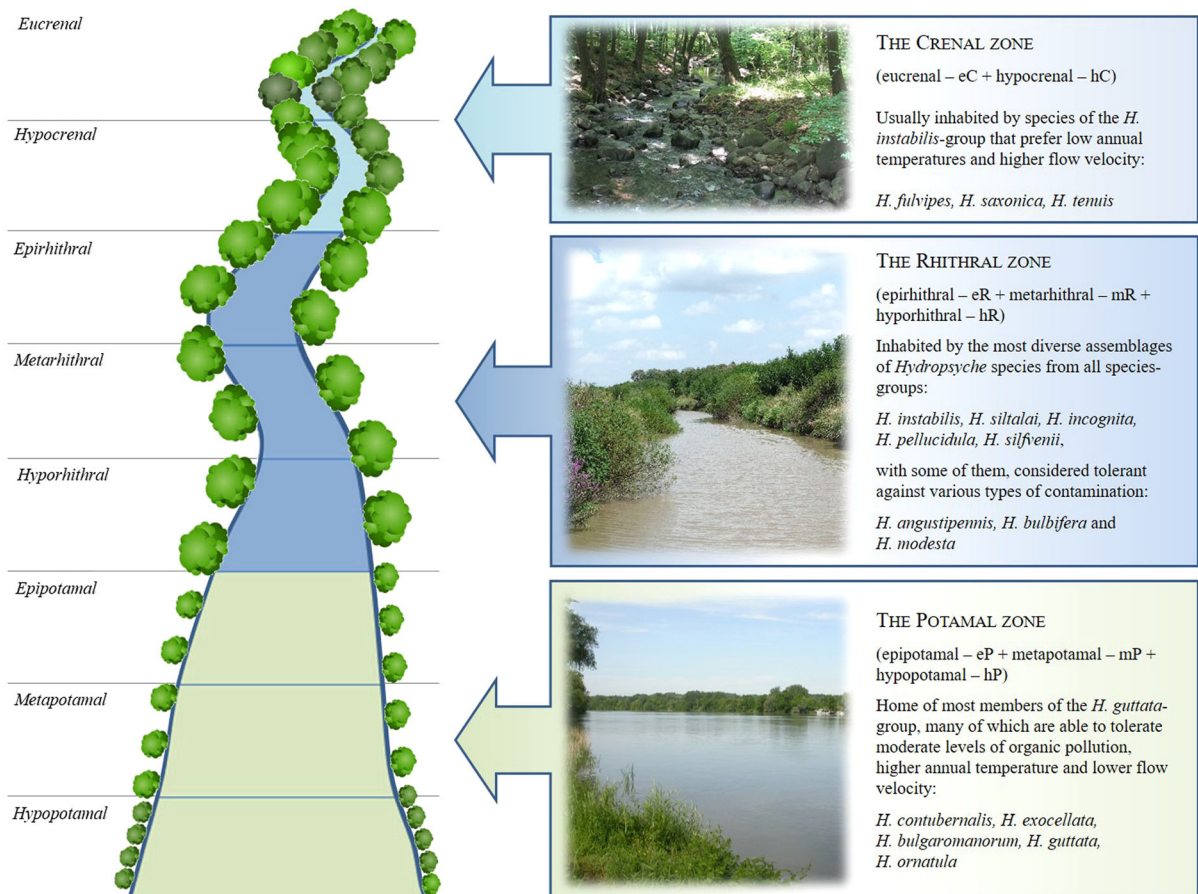 Eucrenal
Hypocrenal
Epirhithral
Metarhithral
Hyporhithral
Epipotamal
Metapotamal
Hypopotamal
THE CRENAL ZONE
(eucrenal – eC + hypocrenal – hC)
Usually inhabited by species of the H.
instabilis-group that prefer low annual
temperatures and higher flow velocity:
H. fulvipes, H. saxonica, H. tenuis
THE RHITHRAL ZONE
(epirhithral – eR + metarhithral – mR +
hyporhithral – hR)
Inhabited by the most diverse assemblages
of Hydropsyche species from all species-
groups:
H. instabilis, H. siltalai, H. incognita,
H. pellucidula, H. silfvenii,
with some of them, considered tolerant
against various types of contamination:
H. angustipennis, H. bulbifera and
H. modesta
THE POTAMAL ZONE
(epipotamal – eP + metapotamal – mP +
hypopotamal – hP)
Home of most members of the H. guttata-
group, many of which are able to tolerate
moderate levels of organic pollution,
higher annual temperature and lower flow
velocity:
H. contubernalis, H. exocellata,
H. bulgaromanorum, H. guttata,
H. ornatula